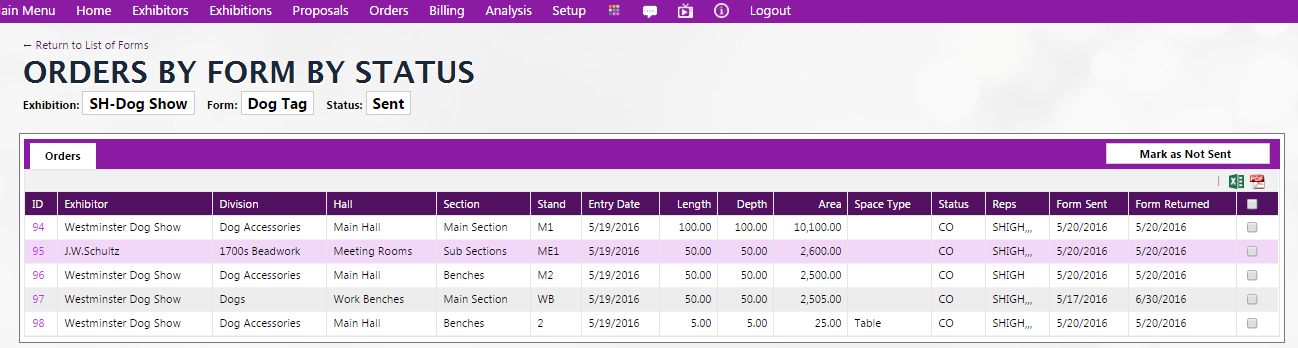 ain Menu Home Exhibitors Exhibitions Proposals Orders Billing Analysis Setup Logout
← Return to List of Forms
ORDERS BY FORM BY STATUS
Exhibition: SH-Dog Show Form: Dog Tag Status: Sent
Orders Mark as Not Sent
PDF
ID Exhibitor Division Hall Section Stand Entry Date Length Depth Area Space Type Status Reps Form Sent Form Returned
94 Westminster Dog Show Dog Accessories Main Hall Main Section M1 5/19/2016 100.00 100.00 10,100.00 CO SHIGH,,, 5/20/2016 5/20/2016
95 J.W.Schultz 1700s Beadwork Meeting Rooms Sub Sections ME1 5/19/2016 50.00 50.00 2,600.00 CO SHIGH,,, 5/20/2016 5/20/2016
96 Westminster Dog Show Dog Accessories Main Hall Benches M2 5/19/2016 50.00 50.00 2,500.00 CO SHIGH 5/20/2016 5/20/2016
97 Westminster Dog Show Dogs Work Benches Main Section WB 5/19/2016 50.00 50.00 2,505.00 CO SHIGH,,, 5/17/2016 6/30/2016
98 Westminster Dog Show Dog Accessories Main Hall Benches 2 5/19/2016 5.00 5.00 25.00 Table CO SHIGH,,, 5/20/2016 5/20/2016